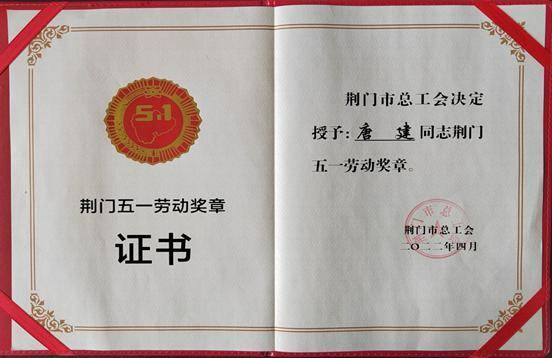 5.1
荆门五一劳动奖章
证书
荆门市总工会决定
授予：唐 建 同志荆门
五一劳动奖章。
荆门市总工会
二〇二二年四月